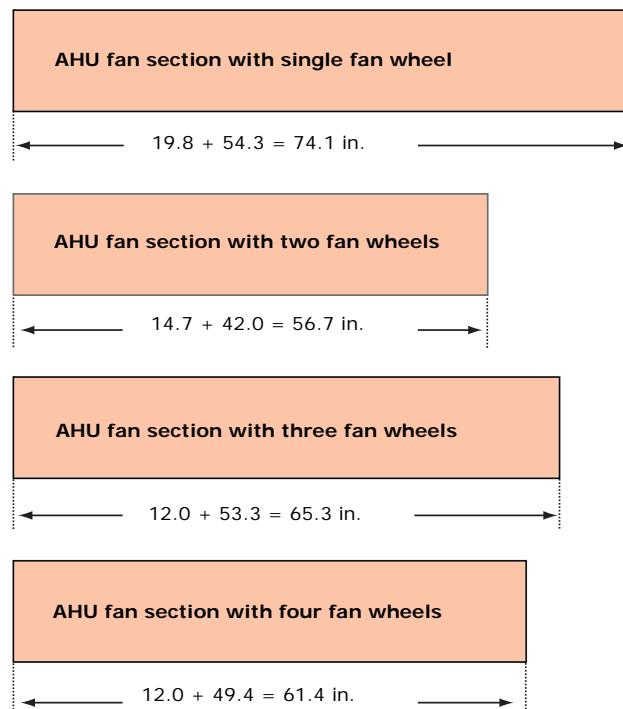 AHU fan section with single fan wheel
19.8 + 54.3 = 74.1 in.
AHU fan section with two fan wheels
14.7 + 42.0 = 56.7 in.
AHU fan section with three fan wheels
12.0 + 53.3 = 65.3 in.
AHU fan section with four fan wheels
12.0 + 49.4 = 61.4 in.